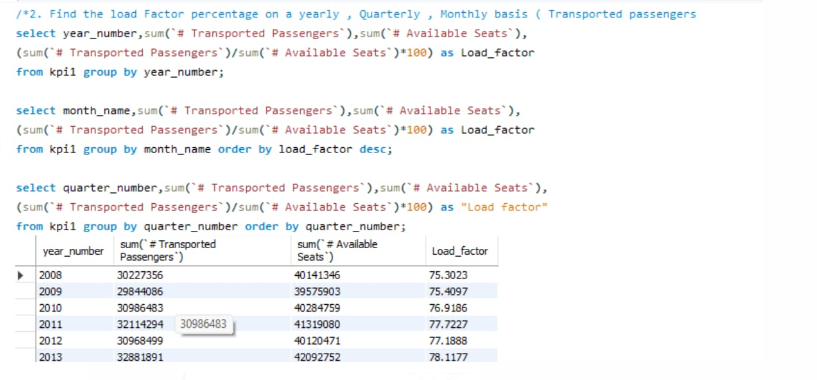 /*2. Find the load Factor percentage on a yearly , Quarterly , Monthly basis ( Transported passengers
select year_number,sum(`# Transported Passengers`),sum(`# Available Seats`),
(sum(`# Transported Passengers`)/sum(`# Available Seats`)*100) as Load_factor
from kpi1 group by year_number;
select month_name,sum(`# Transported Passengers`),sum(`# Available Seats`),
(sum(`# Transported Passengers`)/sum(`# Available Seats`)*100) as Load_factor
from kpi1 group by month_name order by load_factor desc;
select quarter_number,sum(`# Transported Passengers`),sum(`# Available Seats`),
(sum(`# Transported Passengers`)/sum(`# Available Seats`)*100) as "Load factor"
from kpi1 group by quarter_number order by quarter_number;
year_number sum(`# Transported Passengers`) sum(`# Available Seats`) Load_factor
2008 30227356 40141346 75.3023
2009 29844086 39575903 75.4097
2010 30986483 40284759 76.9186
2011 32114294 30986483 41319080 77.7227
2012 30968499 40120471 77.1888
2013 32881891 42092752 78.1177